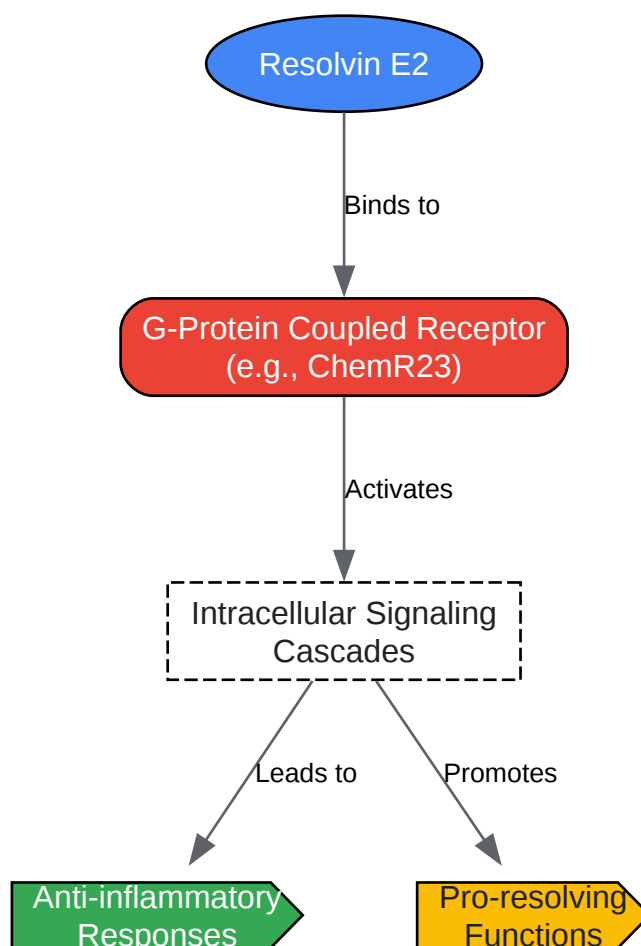 Resolvin E2
Binds to
G-Protein Coupled Receptor
(e.g., ChemR23)
Activates
Intracellular Signaling
Cascades
Leads to
Promotes
Anti-inflammatory
Responses
Pro-resolving
Functions